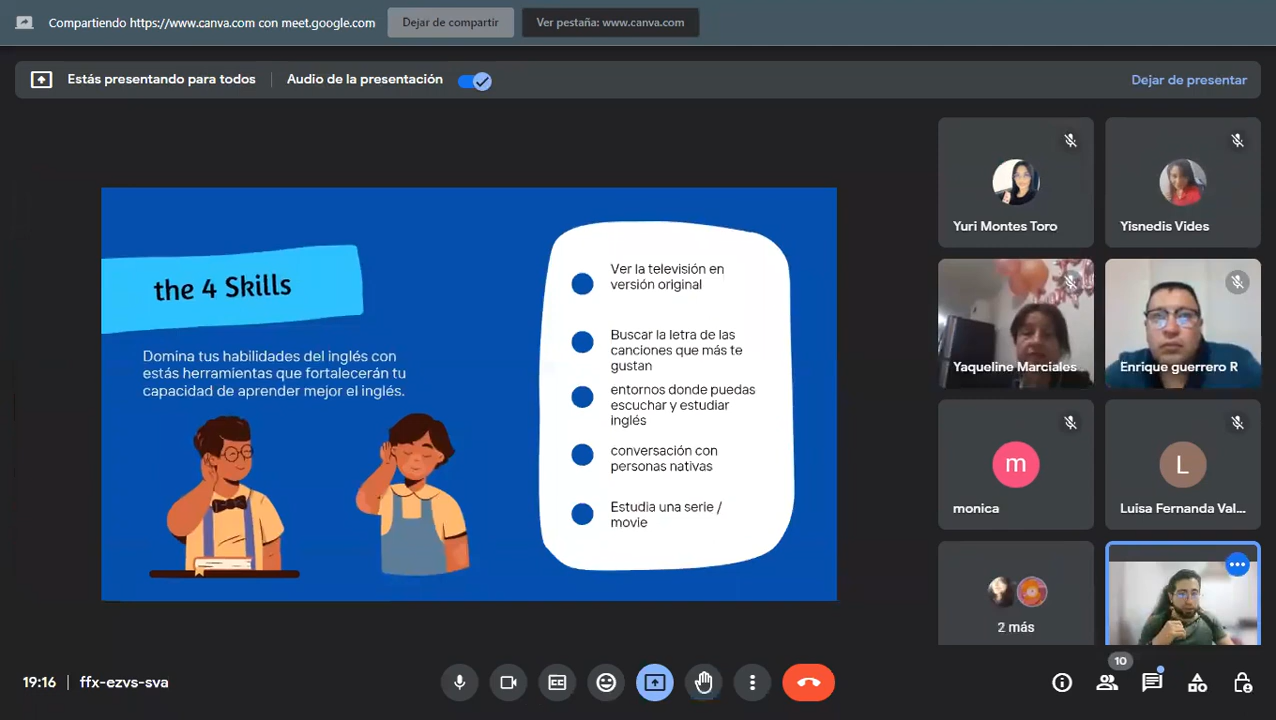 Compartiendo https://www.canva.com con meet.google.com
Dejar de compartir
Ver pestaña: www.canva.com
Estás presentando para todos
Audio de la presentación
Dejar de presentar
the 4 Skills
Domina tus habilidades del inglés con
estás herramientas que fortalecerán tu
capacidad de aprender mejor el inglés.
Ver la televisión en
versión original
Buscar la letra de las
canciones que más te
gustan
entornos donde puedas
escuchar y estudiar
inglés
conversación con
personas nativas
Estudia una serie /
movie
Yuri Montes Toro
Yisnedis Vides
Yaqueline Marciales
Enrique guerrero R
m
monica
L
Luisa Fernanda Val...
2 más
19:16
ffx-ezvs-sva
10